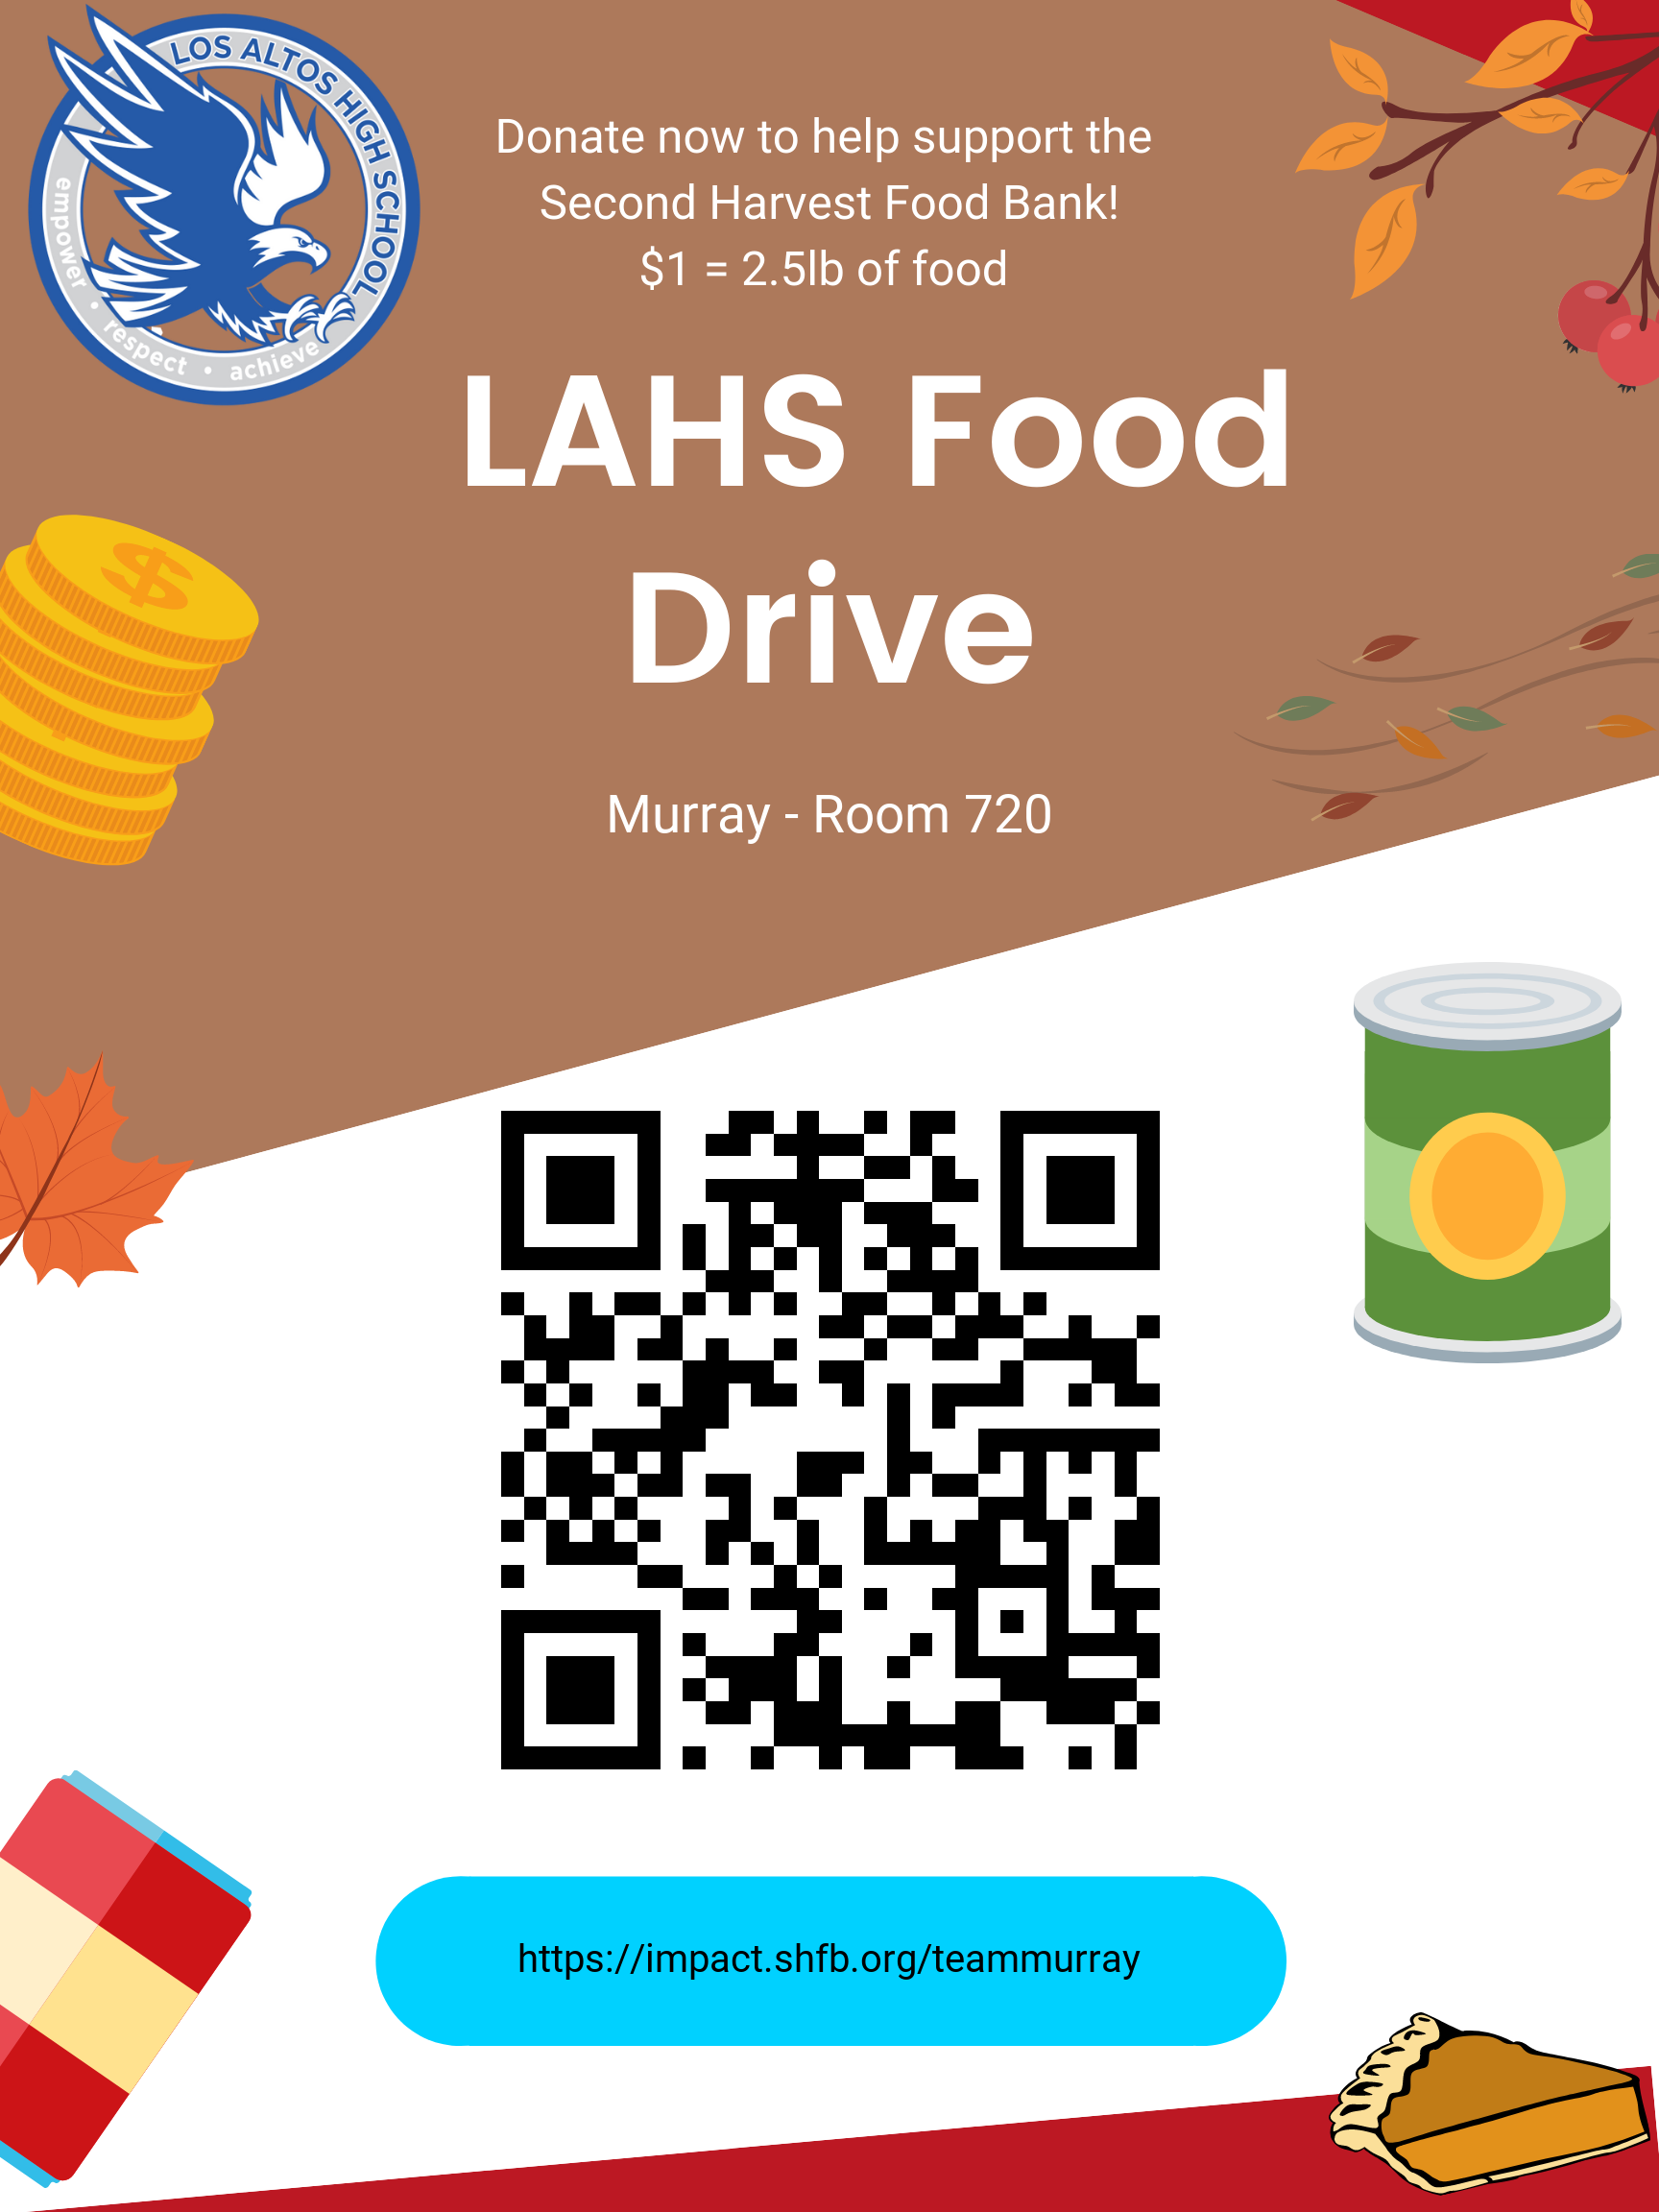 LOS ALTOS HIGH SCHOOL
empower • respect • achieve
Donate now to help support the
Second Harvest Food Bank!
$1 = 2.5lb of food
LAHS Food
Drive
$
Murray - Room 720
https://impact.shfb.org/teammurray